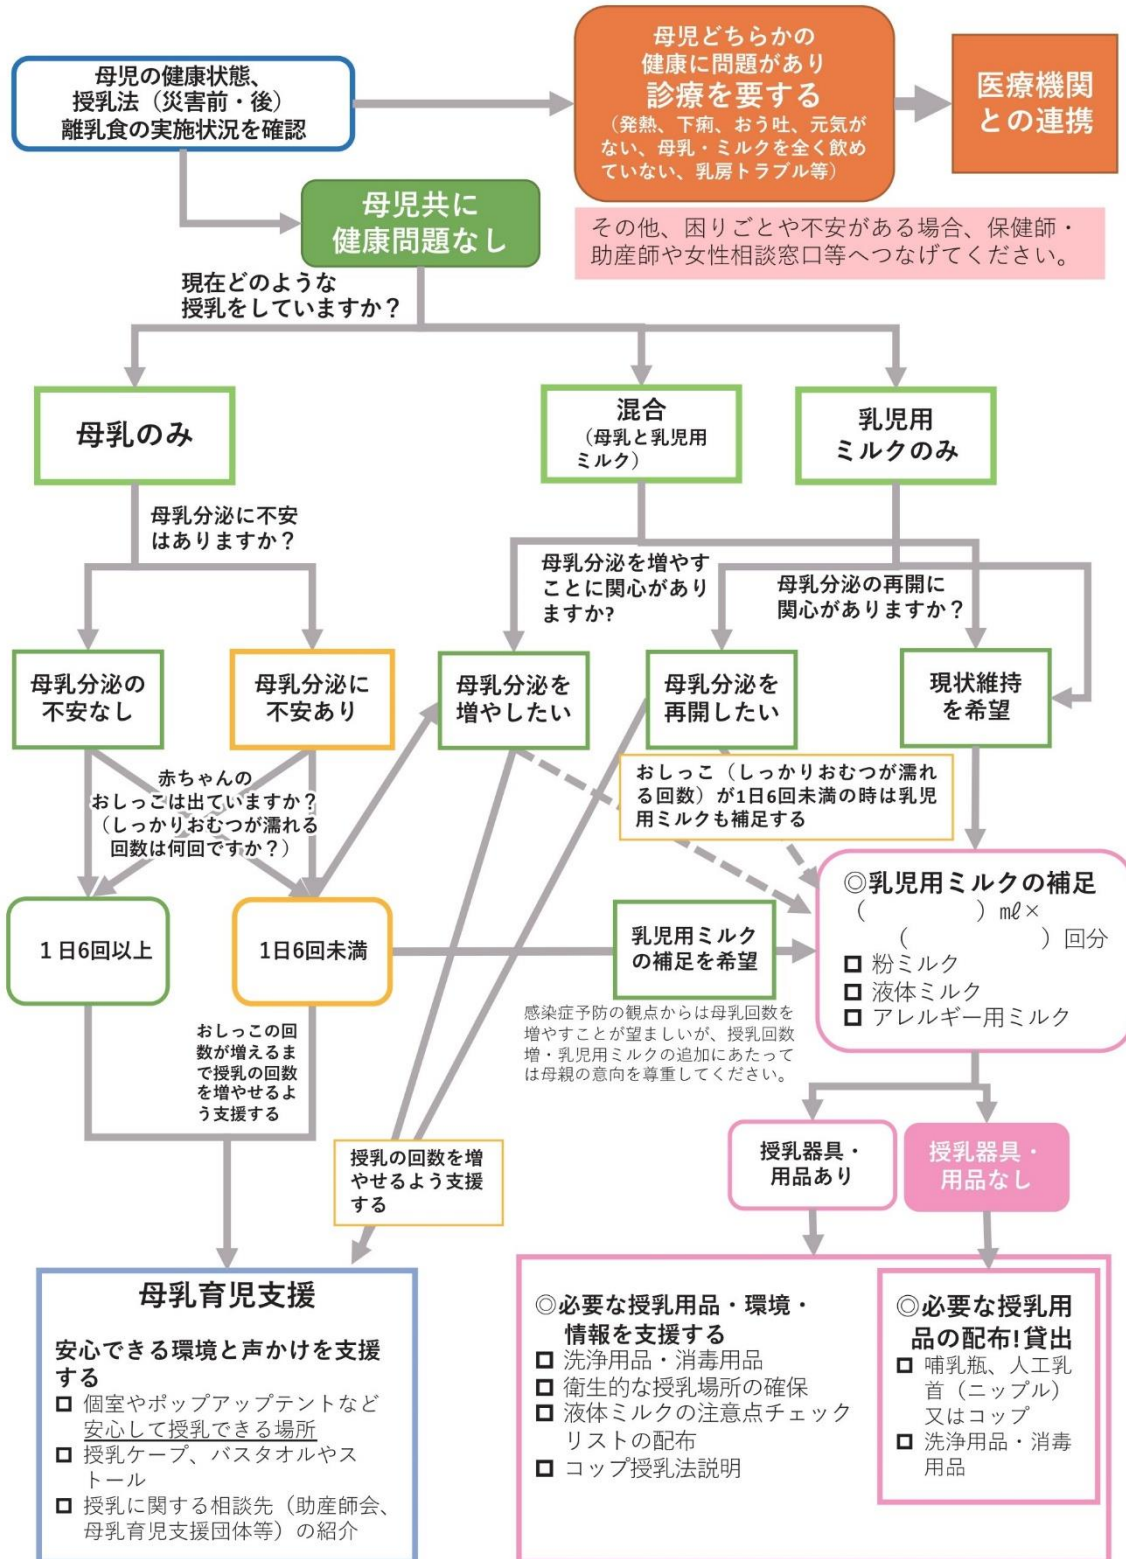 母児の健康状態、
授乳法（災害前・後）
離乳食の実施状況を確認
母児どちらかの
健康に問題があり
診療を要する
（発熱、下痢、おう吐、元気が
ない、母乳・ミルクを全く飲め
ていない、乳房トラブル等）
医療機関
との連携
母児共に
健康問題なし
その他、困りごとや不安がある場合、保健師・
助産師や女性相談窓口等へつなげてください。
現在どのような
授乳をしていますか？
母乳のみ
混合
（母乳と乳児用
ミルク）
乳児用
ミルクのみ
母乳分泌に不安
はありますか？
母乳分泌を増やす
ことに関心があり
ますか?
母乳分泌の再開に
関心がありますか？
母乳分泌の
不安なし
母乳分泌に
不安あり
母乳分泌を
増やしたい
母乳分泌を
再開したい
現状維持
を希望
赤ちゃんの
おしっこは出ていますか？
（しっかりおむつが濡れる
回数は何回ですか？）
おしっこ（しっかりおむつが濡れ
る回数）が1日6回未満の時は乳児
用ミルクも補足する
１日6回以上
1日6回未満
乳児用ミルク
の補足を希望
◎乳児用ミルクの補足
（　　　　　）㎖×
（　　　　　　）回分
粉ミルク
液体ミルク
アレルギー用ミルク
感染症予防の観点からは母乳回数を
増やすことが望ましいが、授乳回数
増・乳児用ミルクの追加にあたって
は母親の意向を尊重してください。
おしっこの回
数が増えるま
で授乳の回数
を増やせるよ
う支援する
授乳の回数を増
やせるよう支援
する
授乳器具・
用品あり
授乳器具・
用品なし
母乳育児支援
安心できる環境と声かけを支援
する
個室やポップアップテントなど
安心して授乳できる場所
授乳ケープ、バスタオルやス
トール
授乳に関する相談先（助産師会、
母乳育児支援団体等）の紹介
◎必要な授乳用品・環境・
情報を支援する
洗浄用品・消毒用品
衛生的な授乳場所の確保
液体ミルクの注意点チェック
リストの配布
コップ授乳法説明
◎必要な授乳用
品の配布!貸出
哺乳瓶、人工乳
首（ニップル）
又はコップ
洗浄用品・消毒
用品